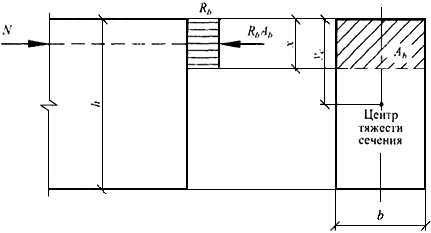 R_b
N
R_b A_b
h
x
y_c
A_b
Центр
тяжести
сечения
b